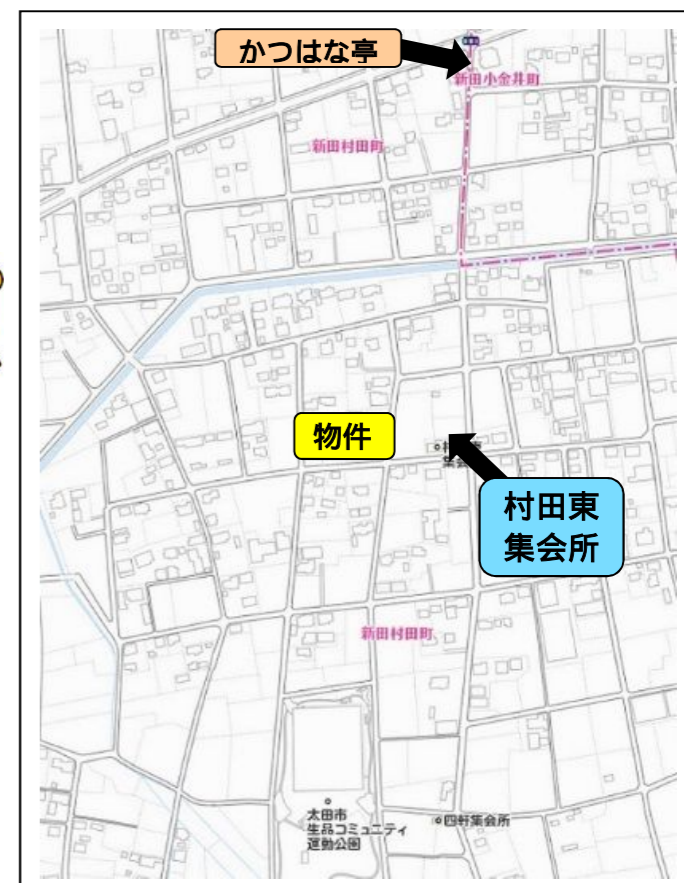 かつはな亭
新田小金井町
新田村田町
物件
村田東
集会所
新田村田町
太田市
生品コミュニティ
運動公園
四軒集会所